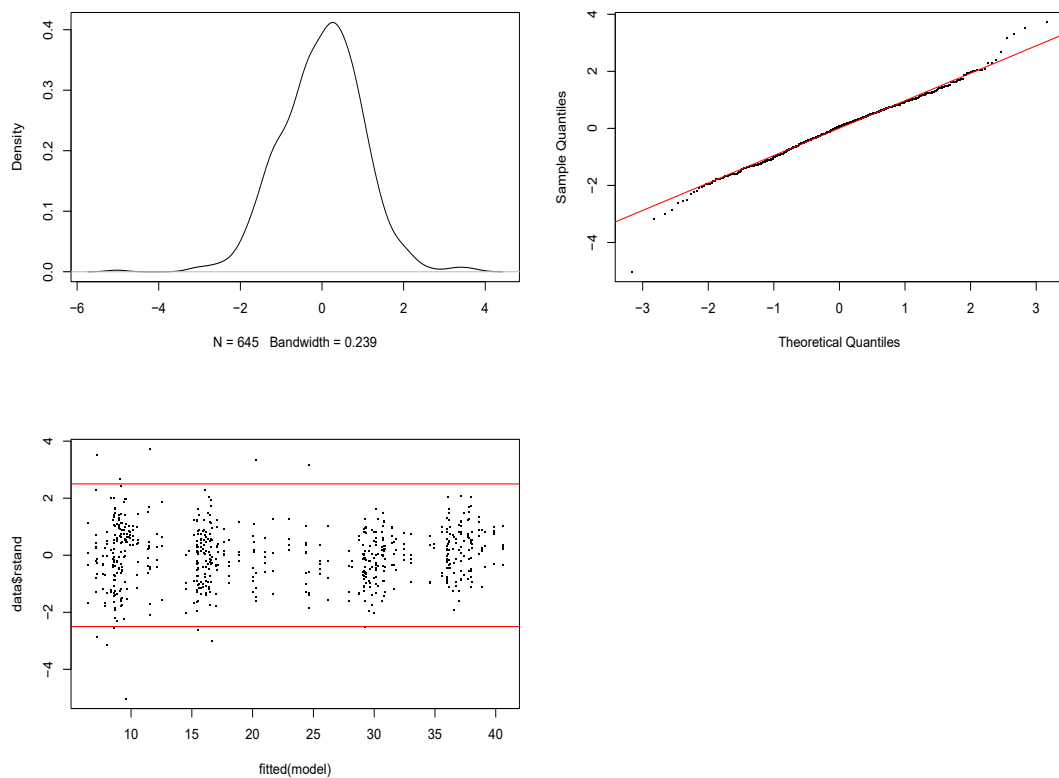 Density
0.0 0.1 0.2 0.3 0.4
−6 −4 −2 0 2 4
N = 645 Bandwidth = 0.239
Sample Quantiles
−4 −2 0 2 4
−3 −2 −1 0 1 2 3
Theoretical Quantiles
data$rstand
−4 −2 0 2 4
10 15 20 25 30 35 40
fitted(model)